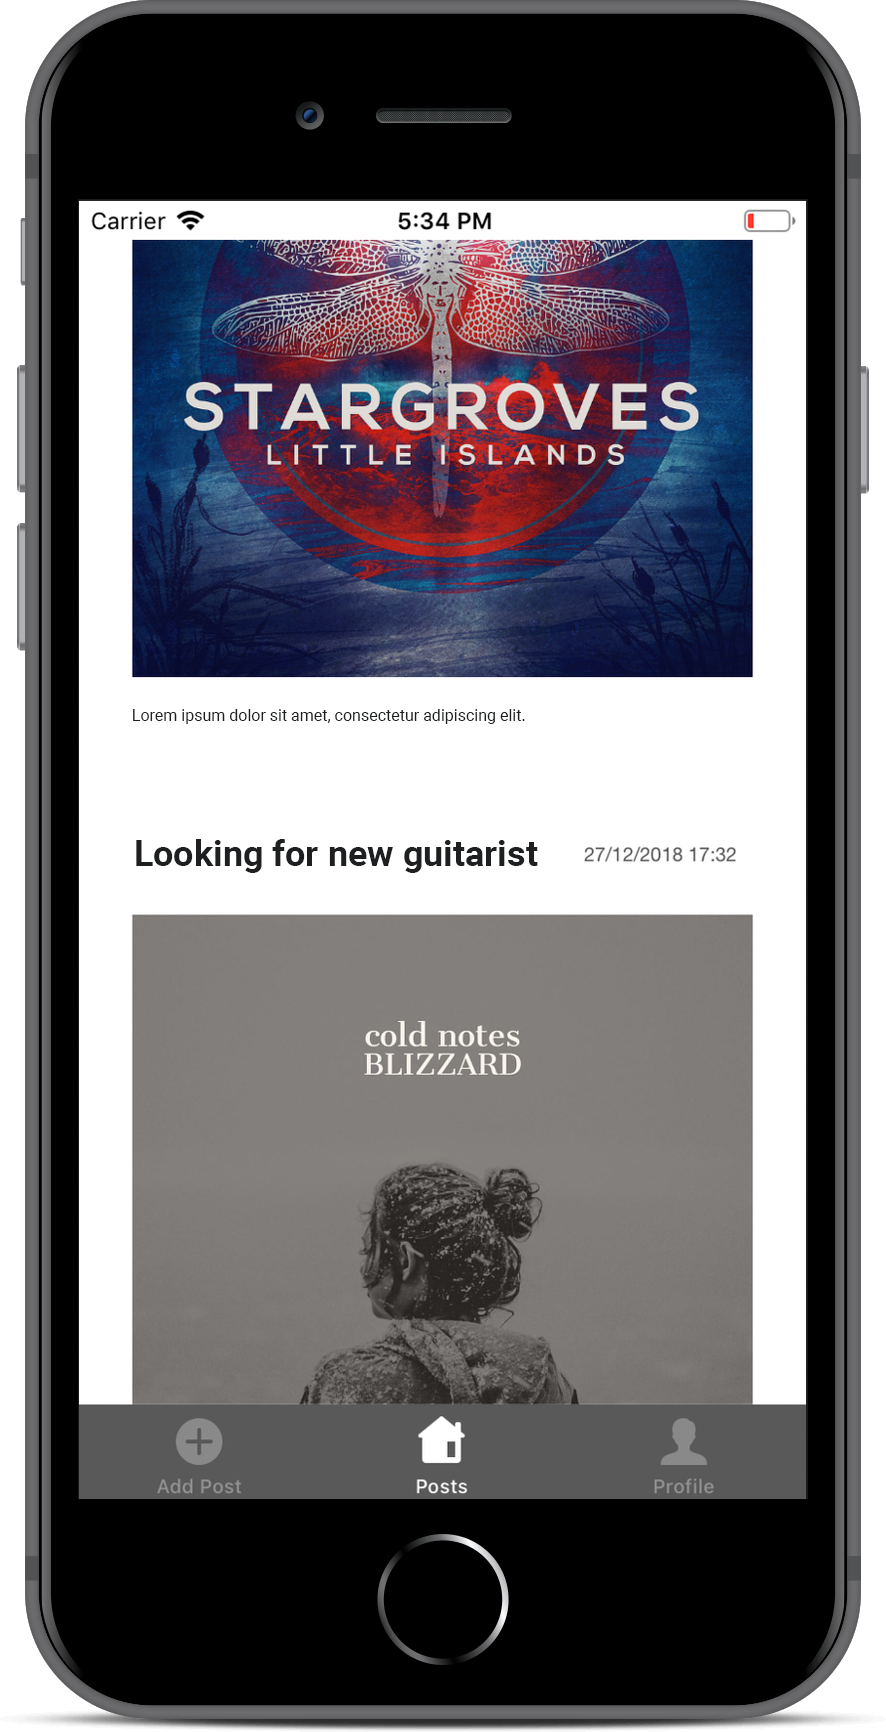 Carrier 5:34 PM
STARGROVES
LITTLE ISLANDS
Lorem ipsum dolor sit amet, consectetur adipiscing elit.
Looking for new guitarist 27/12/2018 17:32
cold notes
BLIZZARD
Add Post Posts Profile